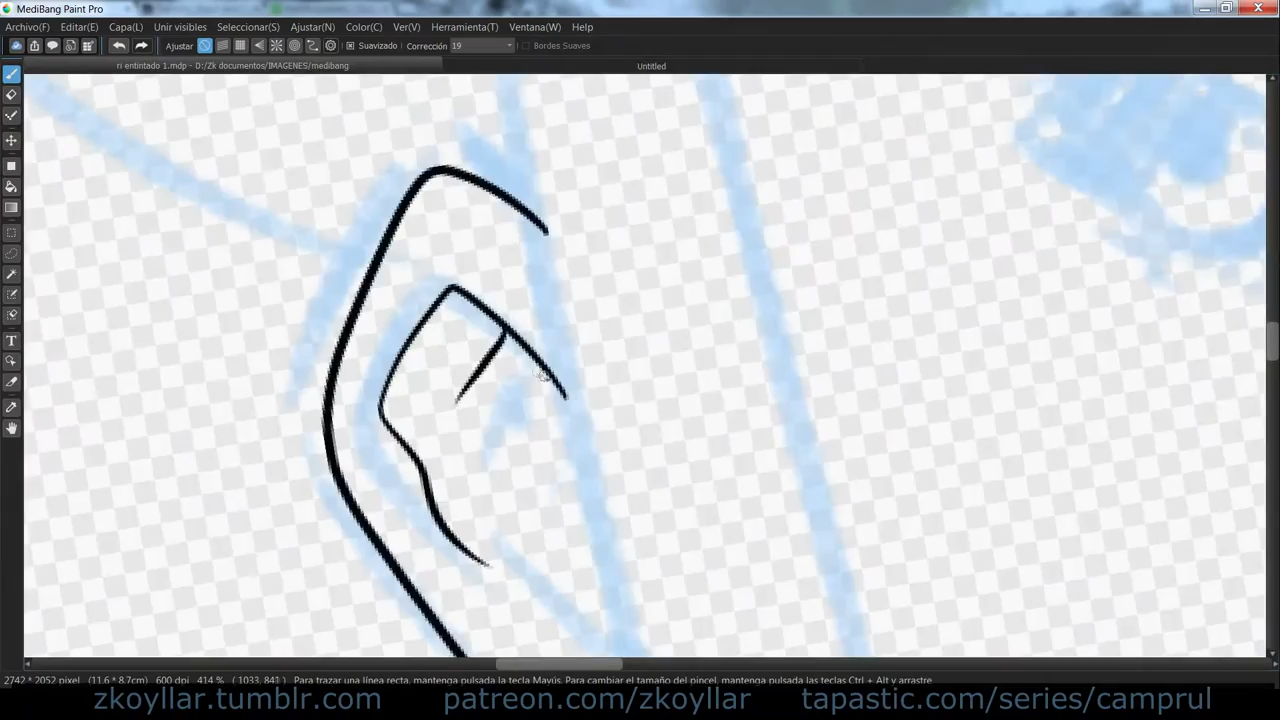 MediBang Paint Pro
Archivo(F) Editar(E) Capa(L) Unir visibles Seleccionar(S) Ajustar(N) Color(C) Ver(V) Herramienta(T) Ventana(W) Help
Ajustar Suavizado Corrección 19 Bordes Suaves
ri entintado 1.mdp - D:/Zk documentos/IMAGENES/medibang Untitled
T
2742 * 2052 pixel (11.6 * 8.7cm) 600 dpi 414 % ( 1033, 841 ) Para trazar una línea recta, mantenga pulsada la tecla Mayús. Para cambiar el tamaño del pincel, mantenga pulsada las teclas Ctrl + Alt y arrastre
zkoyllar.tumblr.com patreon.com/zkoyllar tapastic.com/series/camprul